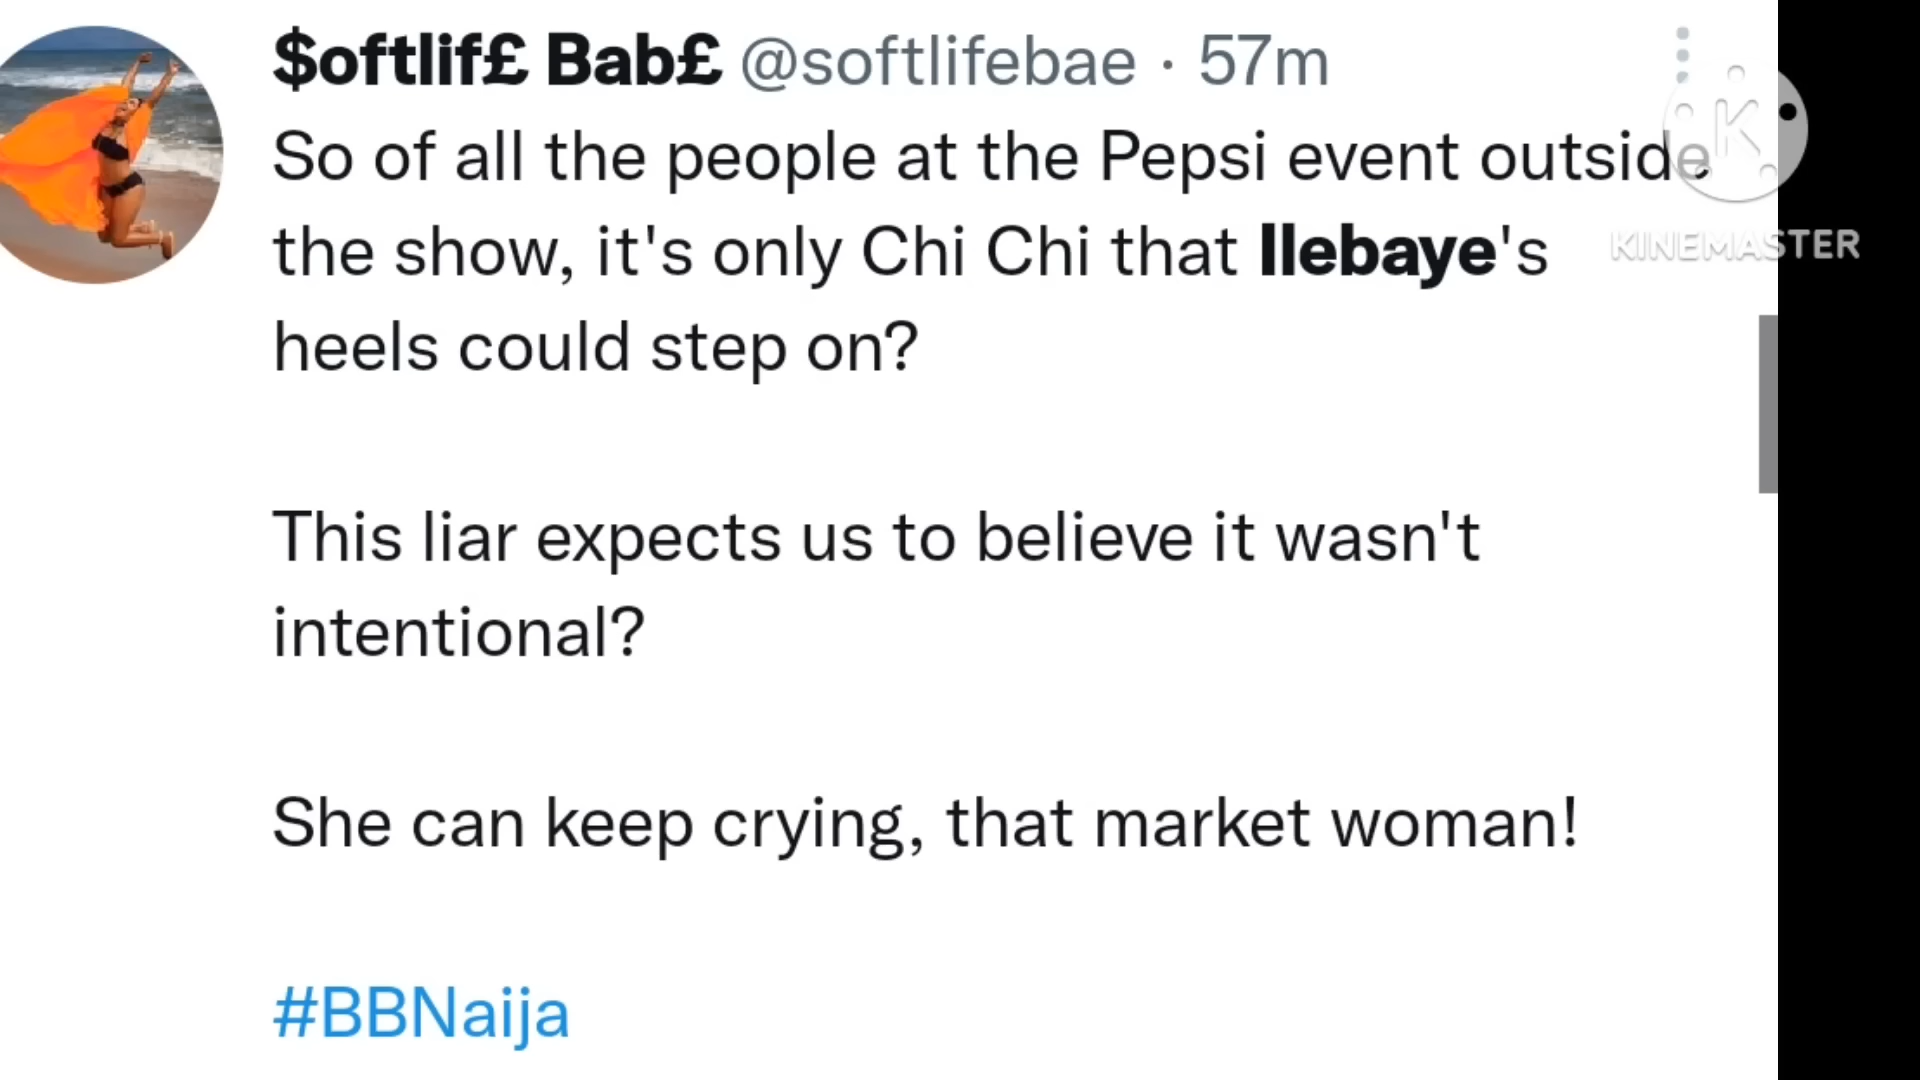 $oftlif£ Bab£ @softlifebae · 57m
So of all the people at the Pepsi event outside
the show, it's only Chi Chi that Ilebaye's
heels could step on?
This liar expects us to believe it wasn't
intentional?
She can keep crying, that market woman!
#BBNaija
K
KINEMASTER